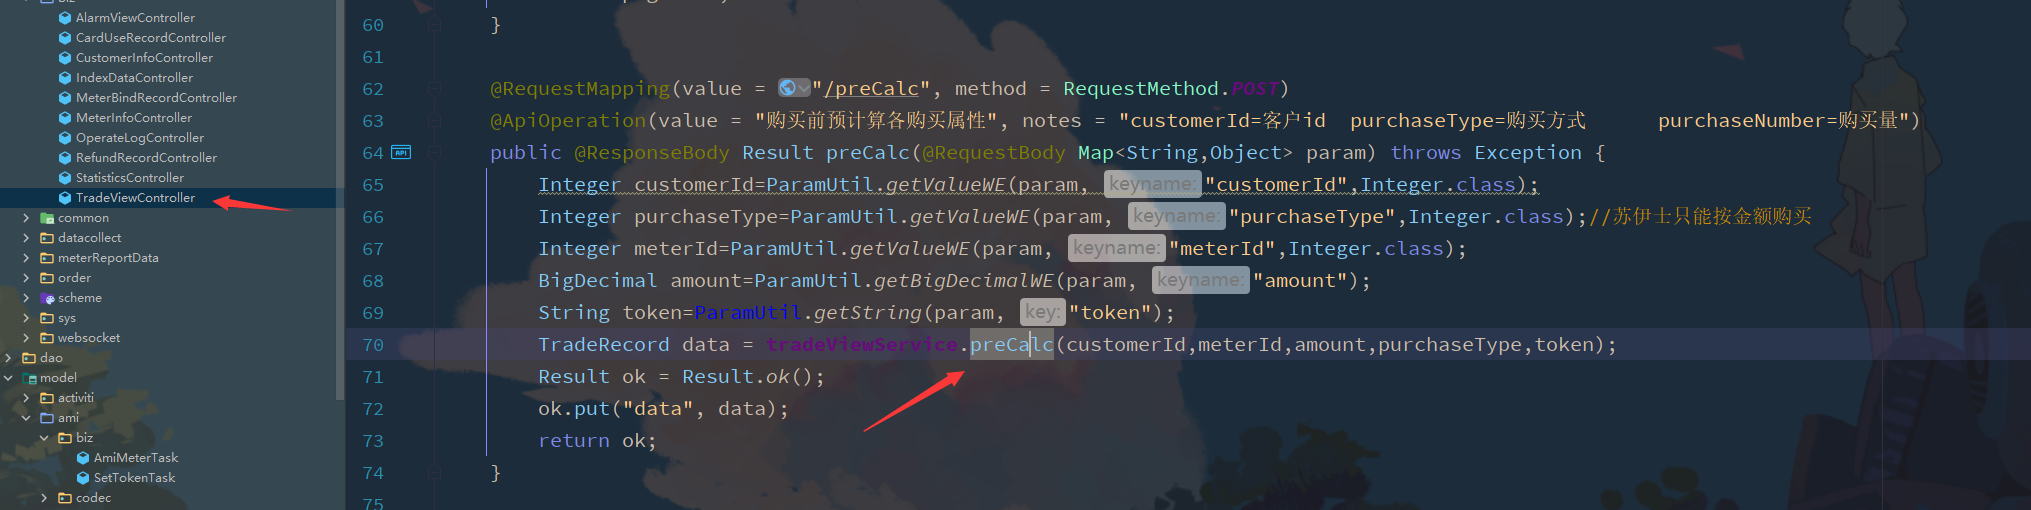 biz
AlarmViewController
CardUseRecordController
CustomerInfoController
IndexDataController
MeterBindRecordController
MeterInfoController
OperateLogController
RefundRecordController
StatisticsController
TradeViewController
common
datacollect
meterReportData
order
scheme
sys
websocket
dao
model
activiti
ami
biz
AmiMeterTask
SetTokenTask
codec
60 }
61
62 @RequestMapping(value = "/preCalc", method = RequestMethod.POST)
63 @ApiOperation(value = "购买前预计算各购买属性", notes = "customerId=客户id  purchaseType=购买方式      purchaseNumber=购买量")
64 API public @ResponseBody Result preCalc(@RequestBody Map<String,Object> param) throws Exception {
65 Integer customerId=ParamUtil.getValueWE(param, keyname: "customerId",Integer.class);
66 Integer purchaseType=ParamUtil.getValueWE(param, keyname: "purchaseType",Integer.class);//苏伊士只能按金额购买
67 Integer meterId=ParamUtil.getValueWE(param, keyname: "meterId",Integer.class);
68 BigDecimal amount=ParamUtil.getBigDecimalWE(param, keyname: "amount");
69 String token=ParamUtil.getString(param, key: "token");
70 TradeRecord data = tradeViewService.preCalc(customerId,meterId,amount,purchaseType,token);
71 Result ok = Result.ok();
72 ok.put("data", data);
73 return ok;
74 }
75